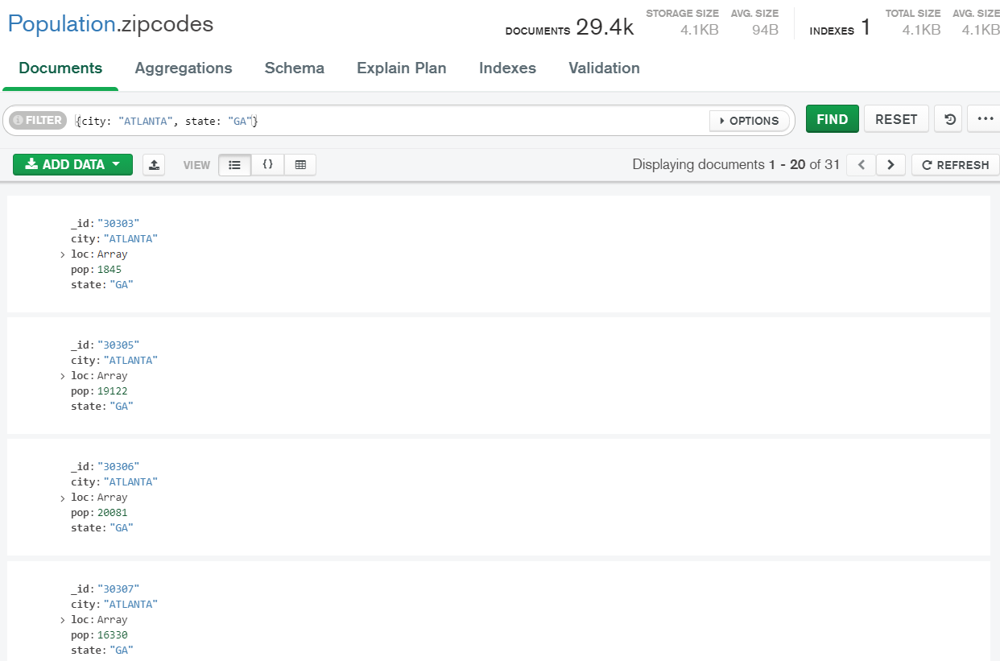 Population.zipcodes
DOCUMENTS 29.4k STORAGE SIZE 4.1KB AVG. SIZE 94B INDEXES 1 TOTAL SIZE 4.1KB AVG. SIZE 4.1KB
Documents Aggregations Schema Explain Plan Indexes Validation
FILTER {city: "ATLANTA", state: "GA"} OPTIONS FIND RESET ...
ADD DATA VIEW {} Displaying documents 1 - 20 of 31 < > REFRESH
_id: "30303"
city: "ATLANTA"
> loc: Array
pop: 1845
state: "GA"
_id: "30305"
city: "ATLANTA"
> loc: Array
pop: 19122
state: "GA"
_id: "30306"
city: "ATLANTA"
> loc: Array
pop: 20081
state: "GA"
_id: "30307"
city: "ATLANTA"
> loc: Array
pop: 16330
state: "GA"